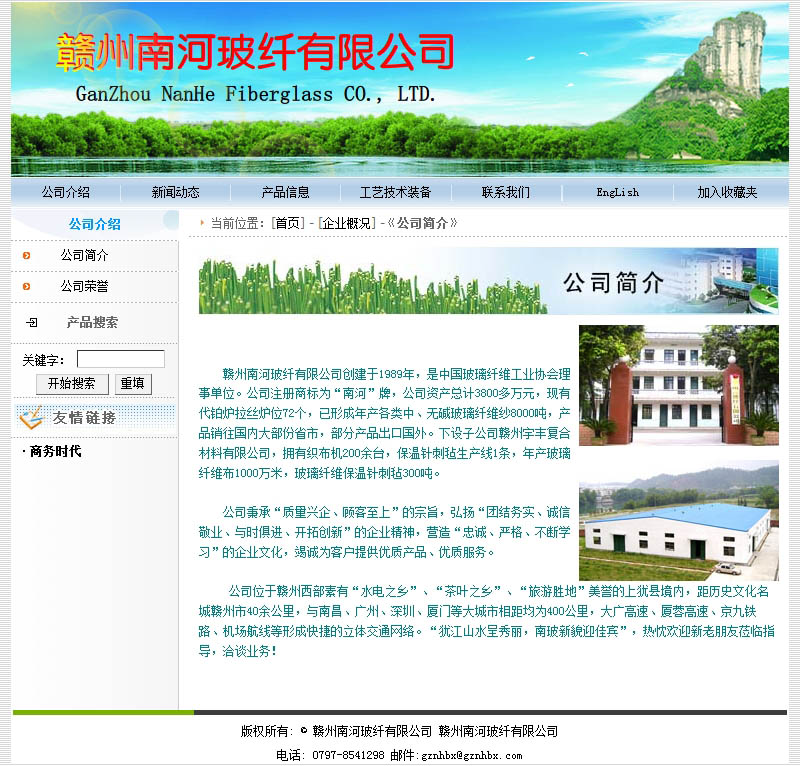 赣州南河玻纤有限公司
GanZhou NanHe Fiberglass CO., LTD.
公司介绍 新闻动态 产品信息 工艺技术装备 联系我们 EngLish 加入收藏夹
公司介绍
公司简介
公司荣誉
产品搜索
关键字:
开始搜索 重填
友情链接
·商务时代
当前位置: [首页] - [企业概况] -《公司简介》
公司简介
赣州南河玻纤有限公司创建于1989年，是中国玻璃纤维工业协会理
事单位。公司注册商标为“南河”牌，公司资产总计3800多万元，现有
代铂炉拉丝炉位72个，已形成年产各类中、无碱玻璃纤维纱8000吨，产
品销往国内大部份省市，部分产品出口国外。下设子公司赣州宇丰复合
材料有限公司，拥有织布机200余台，保温针刺毡生产线1条，年产玻璃
纤维布1000万米，玻璃纤维保温针刺毡300吨。
公司秉承“质量兴企、顾客至上”的宗旨，弘扬“团结务实、诚信
敬业、与时俱进、开拓创新”的企业精神，营造“忠诚、严格、不断学
习”的企业文化，竭诚为客户提供优质产品、优质服务。
公司位于赣州西部素有“水电之乡”、“茶叶之乡”、“旅游胜地”美誉的上犹县境内，距历史文化名
城赣州市40余公里，与南昌、广州、深圳、厦门等大城市相距均为400公里，大广高速、厦蓉高速、京九铁
路、机场航线等形成快捷的立体交通网络。“犹江山水呈秀丽，南玻新貌迎佳宾”，热忱欢迎新老朋友莅临指
导，洽谈业务！
版权所有: © 赣州南河玻纤有限公司 赣州南河玻纤有限公司
电话: 0797-8541298 邮件:gznhbx@gznhbx.com